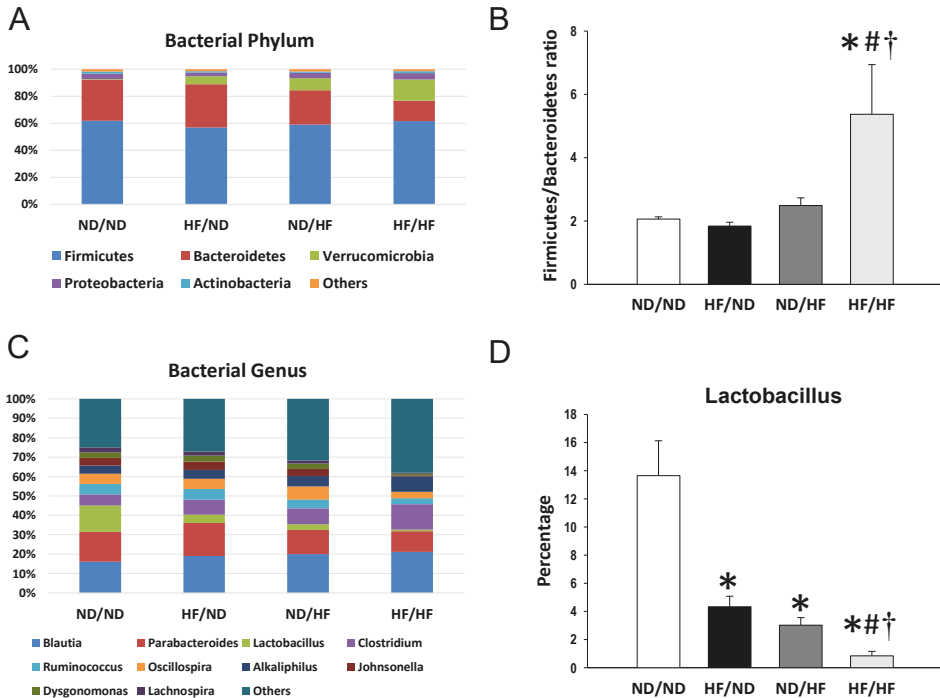 A
Bacterial Phylum
100%
80%
60%
40%
20%
0%
ND/ND HF/ND ND/HF HF/HF
Firmicutes Bacteroidetes Verrucomicrobia
Proteobacteria Actinobacteria Others
B
Firmicutes/Bacteroidetes ratio
8
6
4
2
0
*#†
ND/ND HF/ND ND/HF HF/HF
C
Bacterial Genus
100%
90%
80%
70%
60%
50%
40%
30%
20%
10%
0%
ND/ND HF/ND ND/HF HF/HF
Blautia Parabacteroides Lactobacillus Clostridium
Ruminococcus Oscillospira Alkaliphilus Johnsonella
Dysgonomonas Lachnospira Others
D
Lactobacillus
Percentage
18
16
14
12
10
8
6
4
2
0
* * *#†
ND/ND HF/ND ND/HF HF/HF